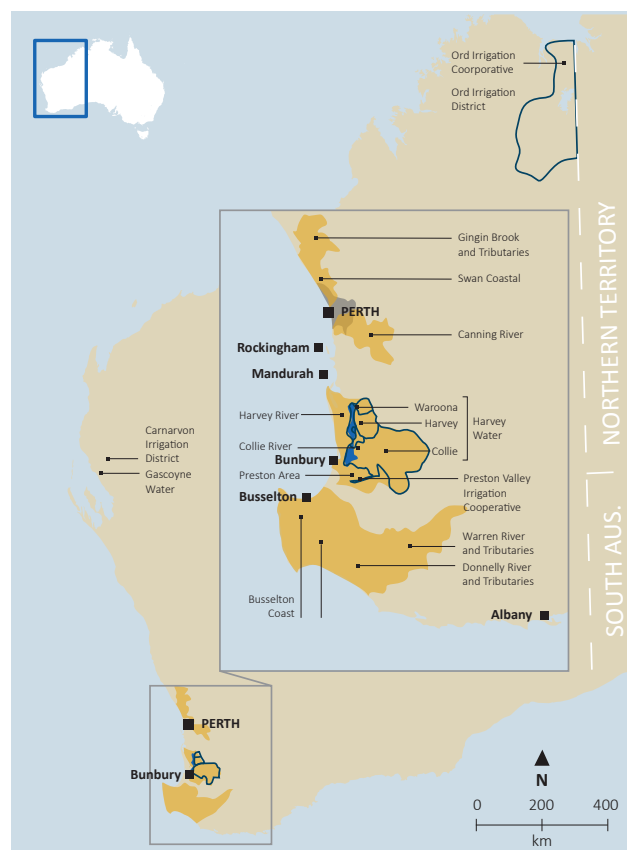 Ord Irrigation
Coorporative
Ord Irrigation
District
NORTHERN TERRITORY
SOUTH AUS.
Gingin Brook
and Tributaries
Swan Coastal
PERTH
Canning River
Rockingham
Mandurah
Waroona
Harvey River
Harvey
Harvey
Water
Collie River
Collie
Bunbury
Preston Area
Preston Valley
Irrigation
Cooperative
Busselton
Warren River
and Tributaries
Donnelly River
and Tributaries
Busselton
Coast
Albany
Carnarvon
Irrigation
District
Gascoyne
Water
PERTH
Bunbury
N
0 200 400
km